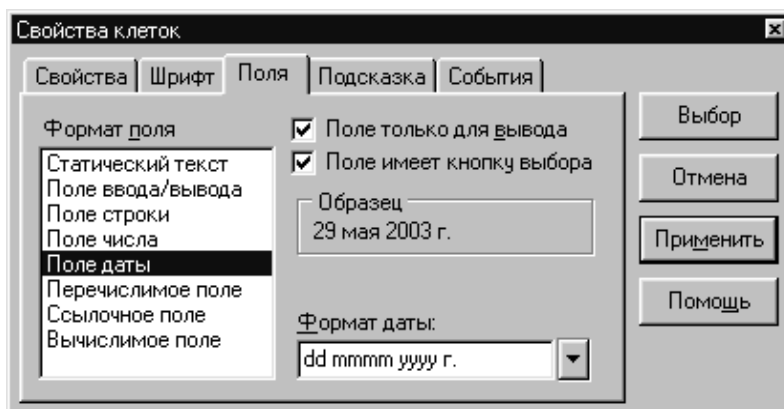 Свойства клеток
Свойства Шрифт Поля Подсказка События
Формат поля
Статический текст
Поле ввода/вывода
Поле строки
Поле числа
Поле даты
Перечислимое поле
Ссылочное поле
Вычислимое поле
Поле только для вывода
Поле имеет кнопку выбора
Образец
29 мая 2003 г.
Формат даты:
dd mmmm yyyy г.
Выбор
Отмена
Применить
Помощь